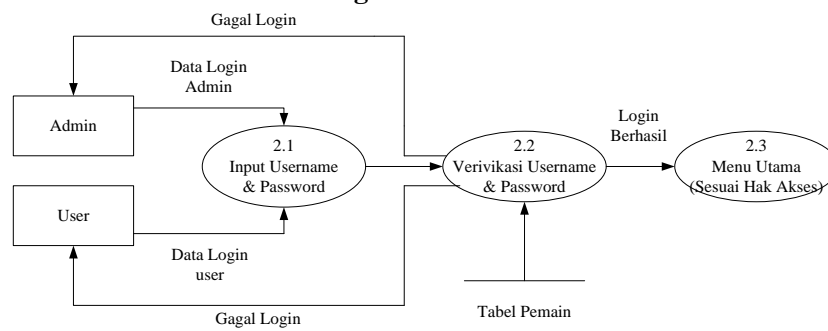 Gagal Login
Data Login
Admin
Admin
2.1
Input Username
& Password
2.2
Verivikasi Username
& Password
Login
Berhasil
2.3
Menu Utama
(Sesuai Hak Akses)
User
Data Login
user
Gagal Login
Tabel Pemain